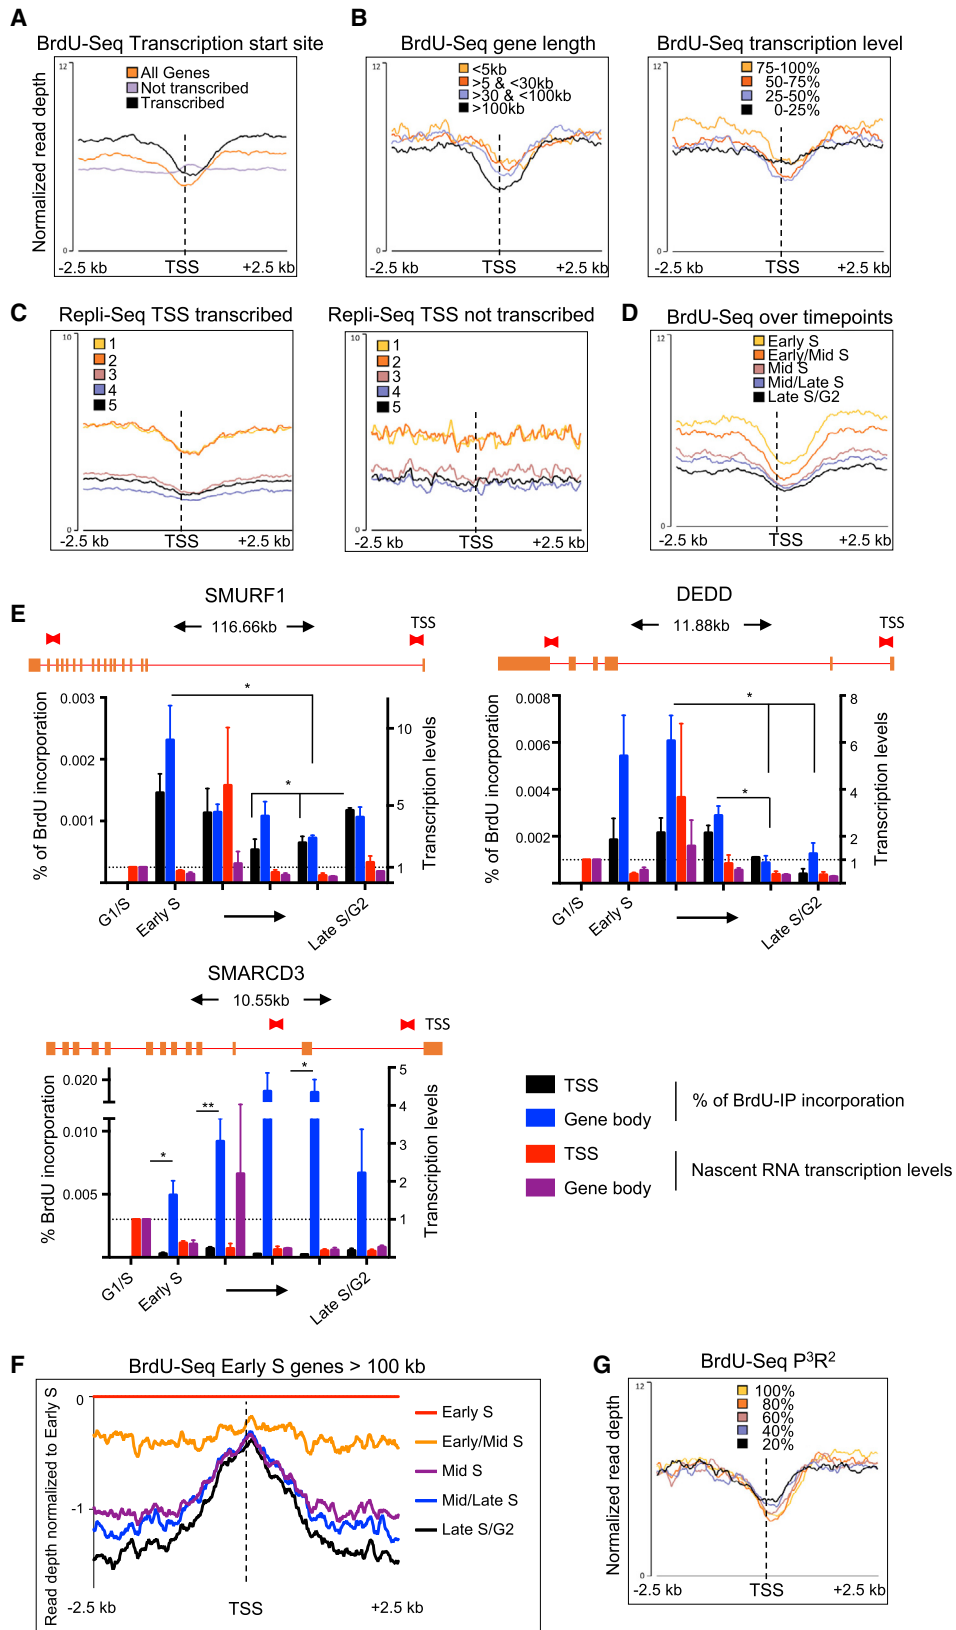 A
BrdU-Seq Transcription start site
Normalized read depth
12
0
All Genes
Not transcribed
Transcribed
-2.5 kb
TSS
+2.5 kb
B
BrdU-Seq gene length
12
0
<5kb
>5 & <30kb
>30 & <100kb
>100kb
-2.5 kb
TSS
+2.5 kb
BrdU-Seq transcription level
12
0
75-100%
50-75%
25-50%
0-25%
-2.5 kb
TSS
+2.5 kb
C
Repli-Seq TSS transcribed
10
0
1
2
3
4
5
-2.5 kb
TSS
+2.5 kb
Repli-Seq TSS not transcribed
10
0
1
2
3
4
5
-2.5 kb
TSS
+2.5 kb
D
BrdU-Seq over timepoints
12
0
Early S
Early/Mid S
Mid S
Mid/Late S
Late S/G2
-2.5 kb
TSS
+2.5 kb
E
SMURF1
116.66kb
TSS
% of BrdU incorporation
0.003
0.002
0.001
*
*
10
5
1
Transcription levels
G1/S
Early S
Late S/G2
DEDD
11.88kb
TSS
% of BrdU incorporation
0.008
0.006
0.004
0.002
*
*
8
6
4
2
1
Transcription levels
G1/S
Early S
Late S/G2
SMARCD3
10.55kb
TSS
% BrdU incorporation
0.020
0.010
0.005
*
**
*
5
4
3
2
1
Transcription levels
G1/S
Early S
Late S/G2
TSS
Gene body
% of BrdU-IP incorporation
TSS
Gene body
Nascent RNA transcription levels
F
BrdU-Seq Early S genes > 100 kb
Read depth normalized to Early S
0
-1
Early S
Early/Mid S
Mid S
Mid/Late S
Late S/G2
-2.5 kb
TSS
+2.5 kb
G
BrdU-Seq P³R²
Normalized read depth
12
0
100%
80%
60%
40%
20%
-2.5 kb
TSS
+2.5 kb